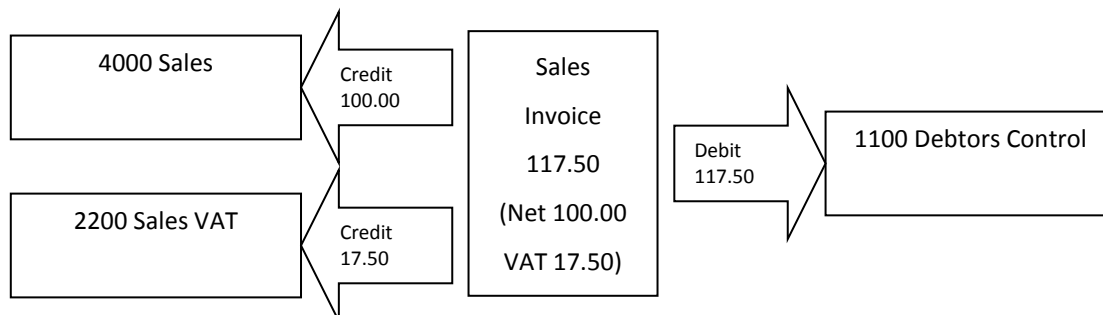 4000 Sales
Credit
100.00
2200 Sales VAT
Credit
17.50
Sales
Invoice
117.50
(Net 100.00
VAT 17.50)
Debit
117.50
1100 Debtors Control